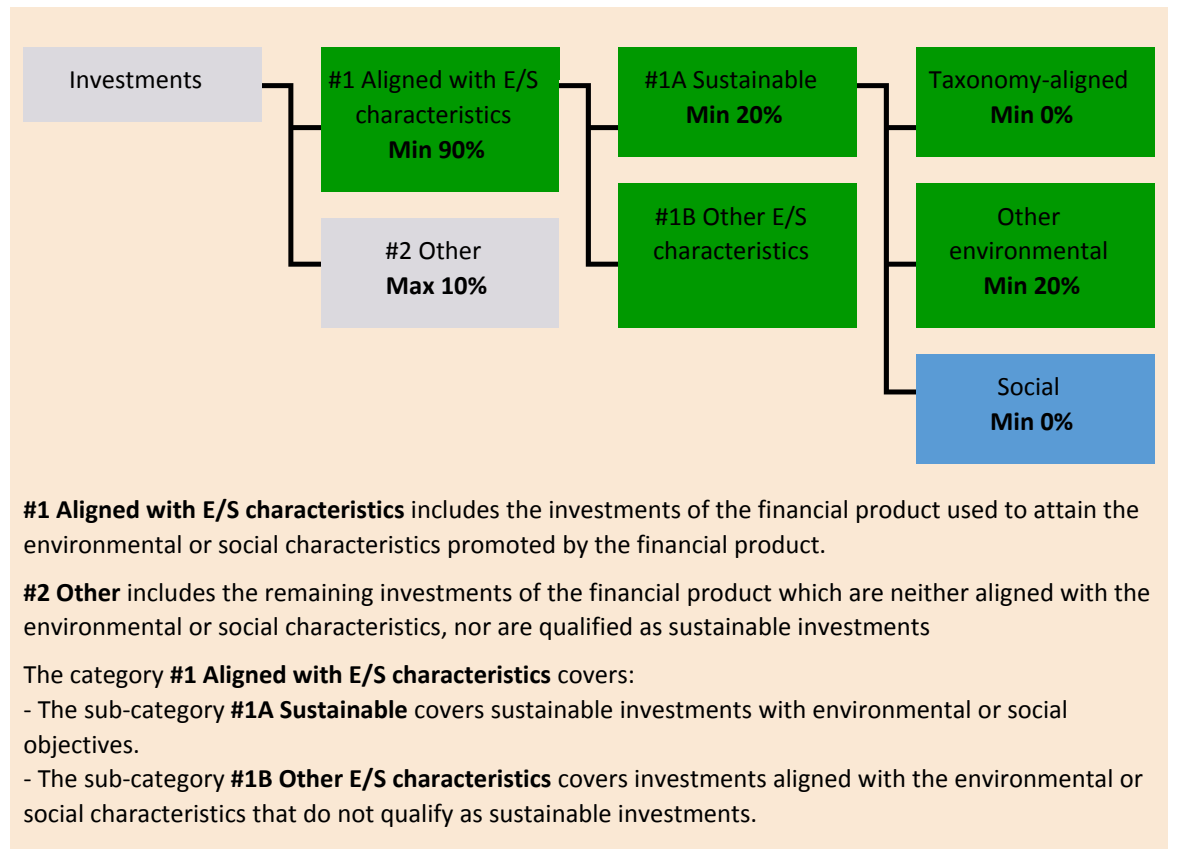 Investments
#1 Aligned with E/S
characteristics
Min 90%
#2 Other
Max 10%
#1A Sustainable
Min 20%
#1B Other E/S
characteristics
Taxonomy-aligned
Min 0%
Other
environmental
Min 20%
Social
Min 0%
#1 Aligned with E/S characteristics includes the investments of the financial product used to attain the
environmental or social characteristics promoted by the financial product.
#2 Other includes the remaining investments of the financial product which are neither aligned with the
environmental or social characteristics, nor are qualified as sustainable investments
The category #1 Aligned with E/S characteristics covers:
- The sub-category #1A Sustainable covers sustainable investments with environmental or social
objectives.
- The sub-category #1B Other E/S characteristics covers investments aligned with the environmental or
social characteristics that do not qualify as sustainable investments.